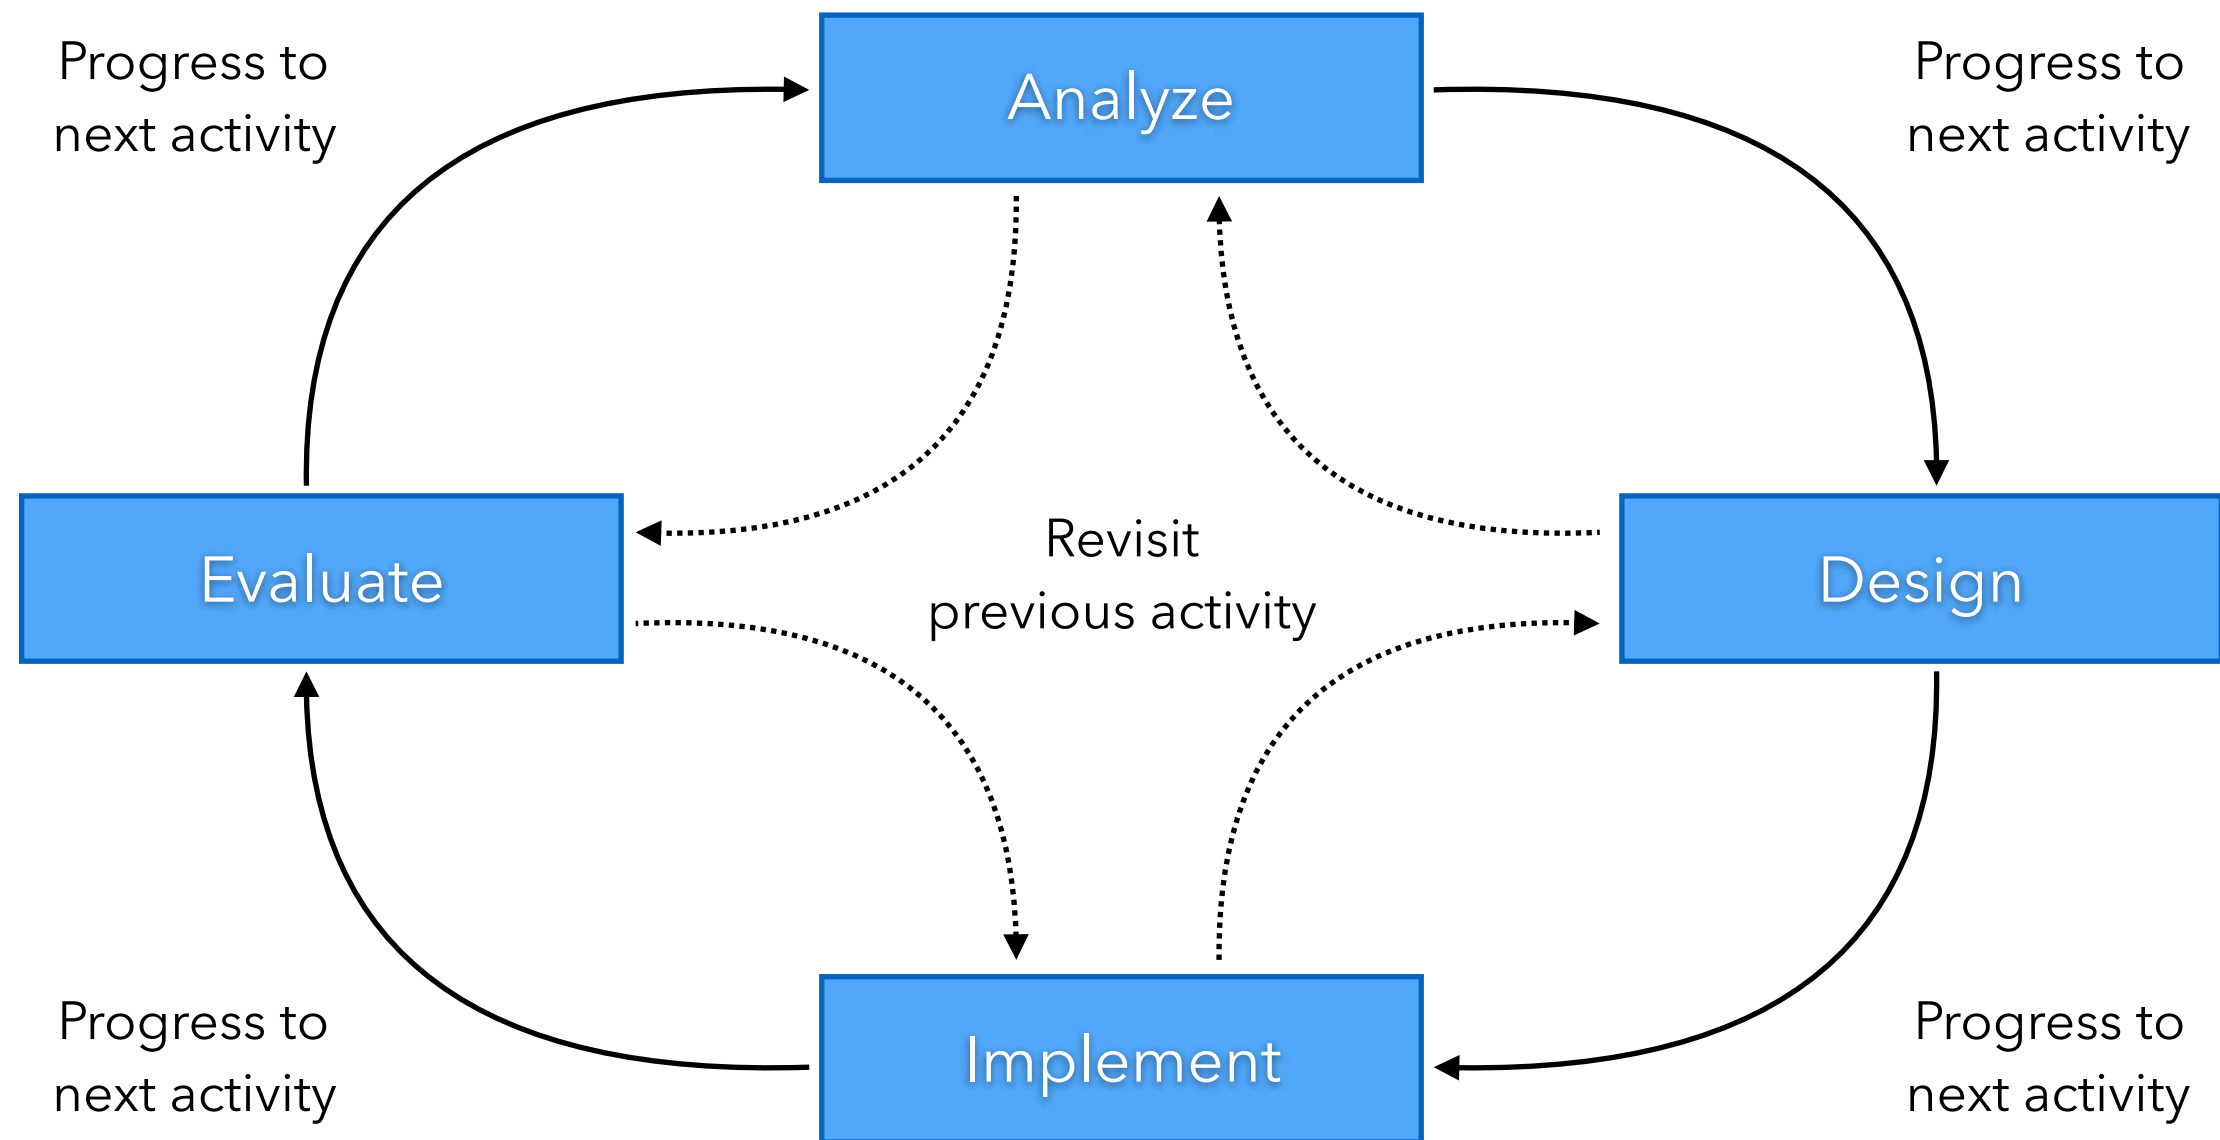 Progress to
next activity
Analyze
Progress to
next activity
Evaluate
Revisit
previous activity
Design
Progress to
next activity
Implement
Progress to
next activity